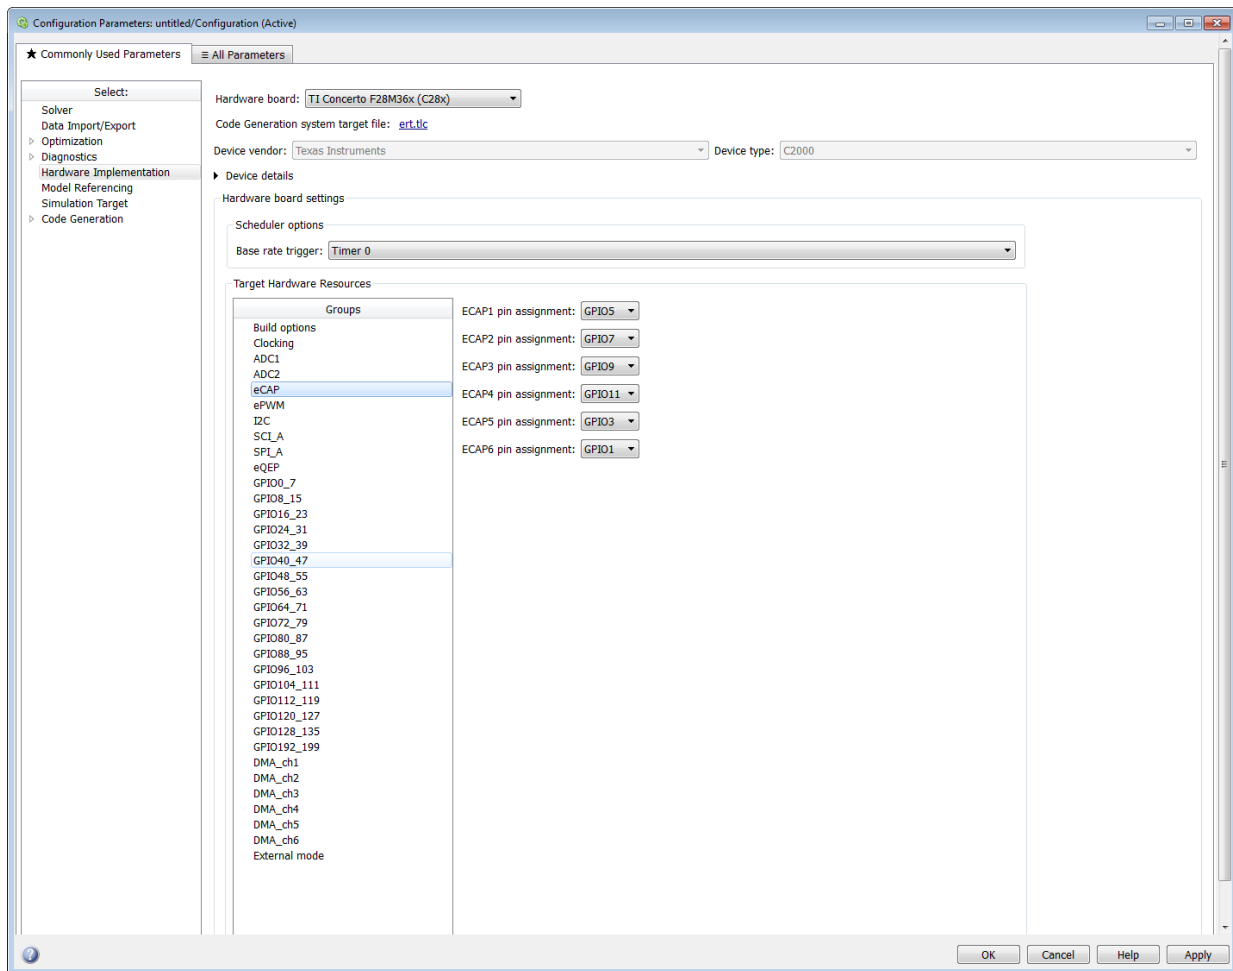 Configuration Parameters: untitled/Configuration (Active)
★ Commonly Used Parameters
≡ All Parameters
Select:
Solver
Data Import/Export
Optimization
Diagnostics
Hardware Implementation
Model Referencing
Simulation Target
Code Generation
Hardware board: TI Concerto F28M36x (C28x)
Code Generation system target file: ert.tlc
Device vendor: Texas Instruments Device type: C2000
Device details
Hardware board settings
Scheduler options
Base rate trigger: Timer 0
Target Hardware Resources
Groups
Build options
Clocking
ADC1
ADC2
eCAP
ePWM
I2C
SCI_A
SPI_A
eQEP
GPIO0_7
GPIO8_15
GPIO16_23
GPIO24_31
GPIO32_39
GPIO40_47
GPIO48_55
GPIO56_63
GPIO64_71
GPIO72_79
GPIO80_87
GPIO88_95
GPIO96_103
GPIO104_111
GPIO112_119
GPIO120_127
GPIO128_135
GPIO192_199
DMA_ch1
DMA_ch2
DMA_ch3
DMA_ch4
DMA_ch5
DMA_ch6
External mode
ECAP1 pin assignment: GPIO5
ECAP2 pin assignment: GPIO7
ECAP3 pin assignment: GPIO9
ECAP4 pin assignment: GPIO11
ECAP5 pin assignment: GPIO3
ECAP6 pin assignment: GPIO1
OK Cancel Help Apply